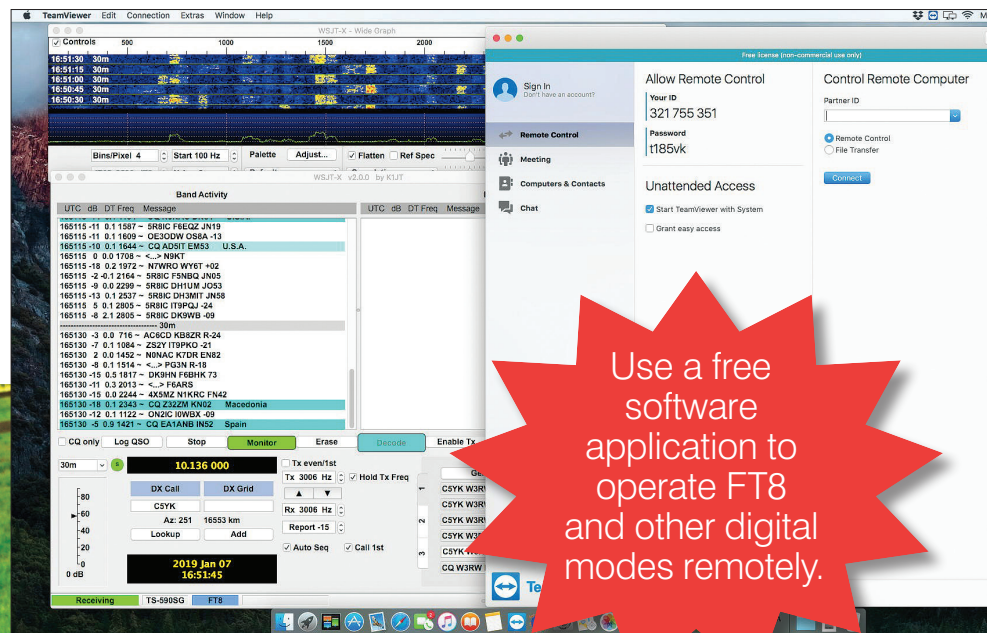 TeamViewer Edit Connection Extras Window Help
WSJT-X - Wide Graph
Controls 500 1000 1500 2000
16:51:30 30m
16:51:15 30m
16:51:00 30m
16:50:45 30m
16:50:30 30m
Bins/Pixel 4 Start 100 Hz Palette Adjust... Flatten Ref Spec
WSJT-X v2.0.0 by K1JT
Band Activity
UTC dB DT Freq Message
165115 -11 0.1 1587 ~ 5R8IC F6EQZ JN19
165115 -11 0.1 1609 ~ OE3ODW OS8A -13
165115 -10 0.1 1644 ~ CQ AD5IT EM53 U.S.A.
165115 0 0.0 1708 ~ <...> N9KT
165115 -18 0.2 1972 ~ N7WRO WY6T +02
165115 -2 -0.1 2164 ~ 5R8IC F5NBQ JN05
165115 -9 0.0 2299 ~ 5R8IC DH1UM JO53
165115 -13 0.1 2537 ~ 5R8IC DH3MIT JN58
165115 5 0.1 2805 ~ 5R8IC IT9PQJ -24
165115 -8 2.1 2805 ~ 5R8IC DK9WB -09
30m
165130 -3 0.0 716 ~ AC6CD KB8ZR R-24
165130 -7 0.1 1084 ~ ZS2Y IT9PKO -21
165130 2 0.0 1452 ~ N0NAC K7DR EN82
165130 -8 0.1 1514 ~ <...> PG3N R-18
165130 -15 0.5 1817 ~ DK9HN F6BHK 73
165130 -11 0.3 2013 ~ <...> F6ARS
165130 -15 0.0 2244 ~ 4X5MZ N1KRC FN42
165130 -18 0.1 2343 ~ CQ Z32ZM KN02 Macedonia
165130 -12 0.1 1122 ~ ON2IC I0WBX -09
165130 -5 0.9 1421 ~ CQ EA1ANB IN52 Spain
UTC dB DT Freq Message
CQ only Log QSO Stop Monitor Erase Decode Enable Tx
30m S 10.136 000
Tx even/1st
Tx 3006 Hz Hold Tx Freq
DX Call DX Grid
C5YK
Rx 3006 Hz
Az: 251 16553 km
Report -15
Lookup Add
Auto Seq Call 1st
2019 Jan 07
16:51:45
-80
-60
-40
-20
0
0 dB
1
2
3
C5YK
C5YK
C5YK
C5YK
C5YK
CQ W3RW
Receiving TS-590SG FT8
Free license (non-commercial use only)
Sign In
Don't have an account?
Remote Control
Meeting
Computers & Contacts
Chat
Allow Remote Control
Your ID
321 755 351
Password
t185vk
Unattended Access
Start TeamViewer with System
Grant easy access
Control Remote Computer
Partner ID
Remote Control
File Transfer
Connect
Use a free
software
application to
operate FT8
and other digital
modes remotely.